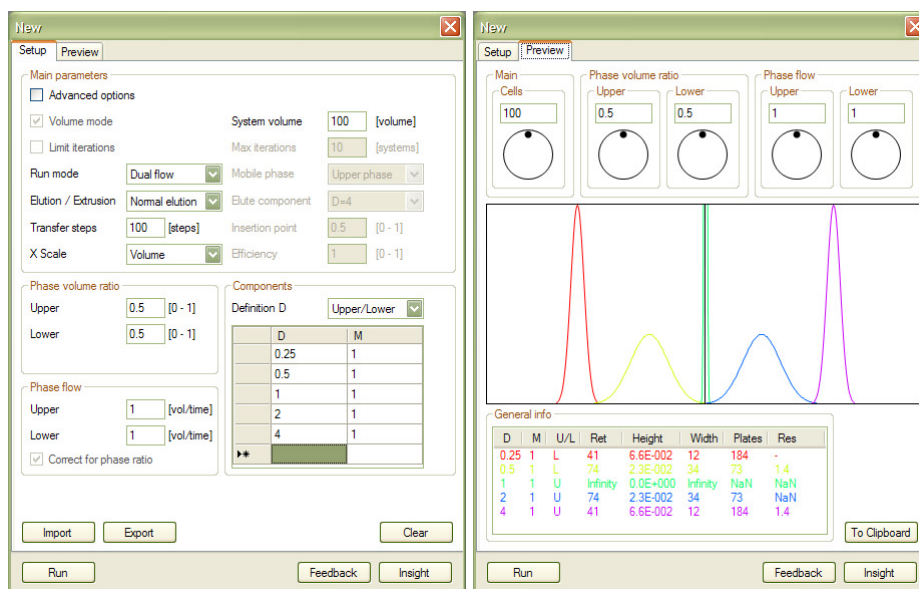 New
Setup Preview
Main parameters
Advanced options
Volume mode System volume 100 [volume]
Limit iterations Max iterations 10 [systems]
Run mode Dual flow Mobile phase Upper phase
Elution / Extrusion Normal elution Elute component D=4
Transfer steps 100 [steps] Insertion point 0.5 [0 - 1]
X Scale Volume Efficiency 1 [0 - 1]
Phase volume ratio
Upper 0.5 [0 - 1]
Lower 0.5 [0 - 1]
Phase flow
Upper 1 [vol/time]
Lower 1 [vol/time]
Correct for phase ratio
Components
Definition D Upper/Lower
D M
0.25 1
0.5 1
1 1
2 1
4 1
Import Export Clear
Run Feedback Insight
New
Setup Preview
Main Phase volume ratio Phase flow
Cells Upper Lower Upper Lower
100 0.5 0.5 1 1
General info
D M U/L Ret Height Width Plates Res
0.25 1 L 41 6.6E-002 12 184 -
0.5 1 L 74 2.3E-002 34 73 1.4
1 1 U Infinity 0.0E+000 Infinity NaN NaN
2 1 U 74 2.3E-002 34 73 NaN
4 1 U 41 6.6E-002 12 184 1.4
To Clipboard
Run Feedback Insight